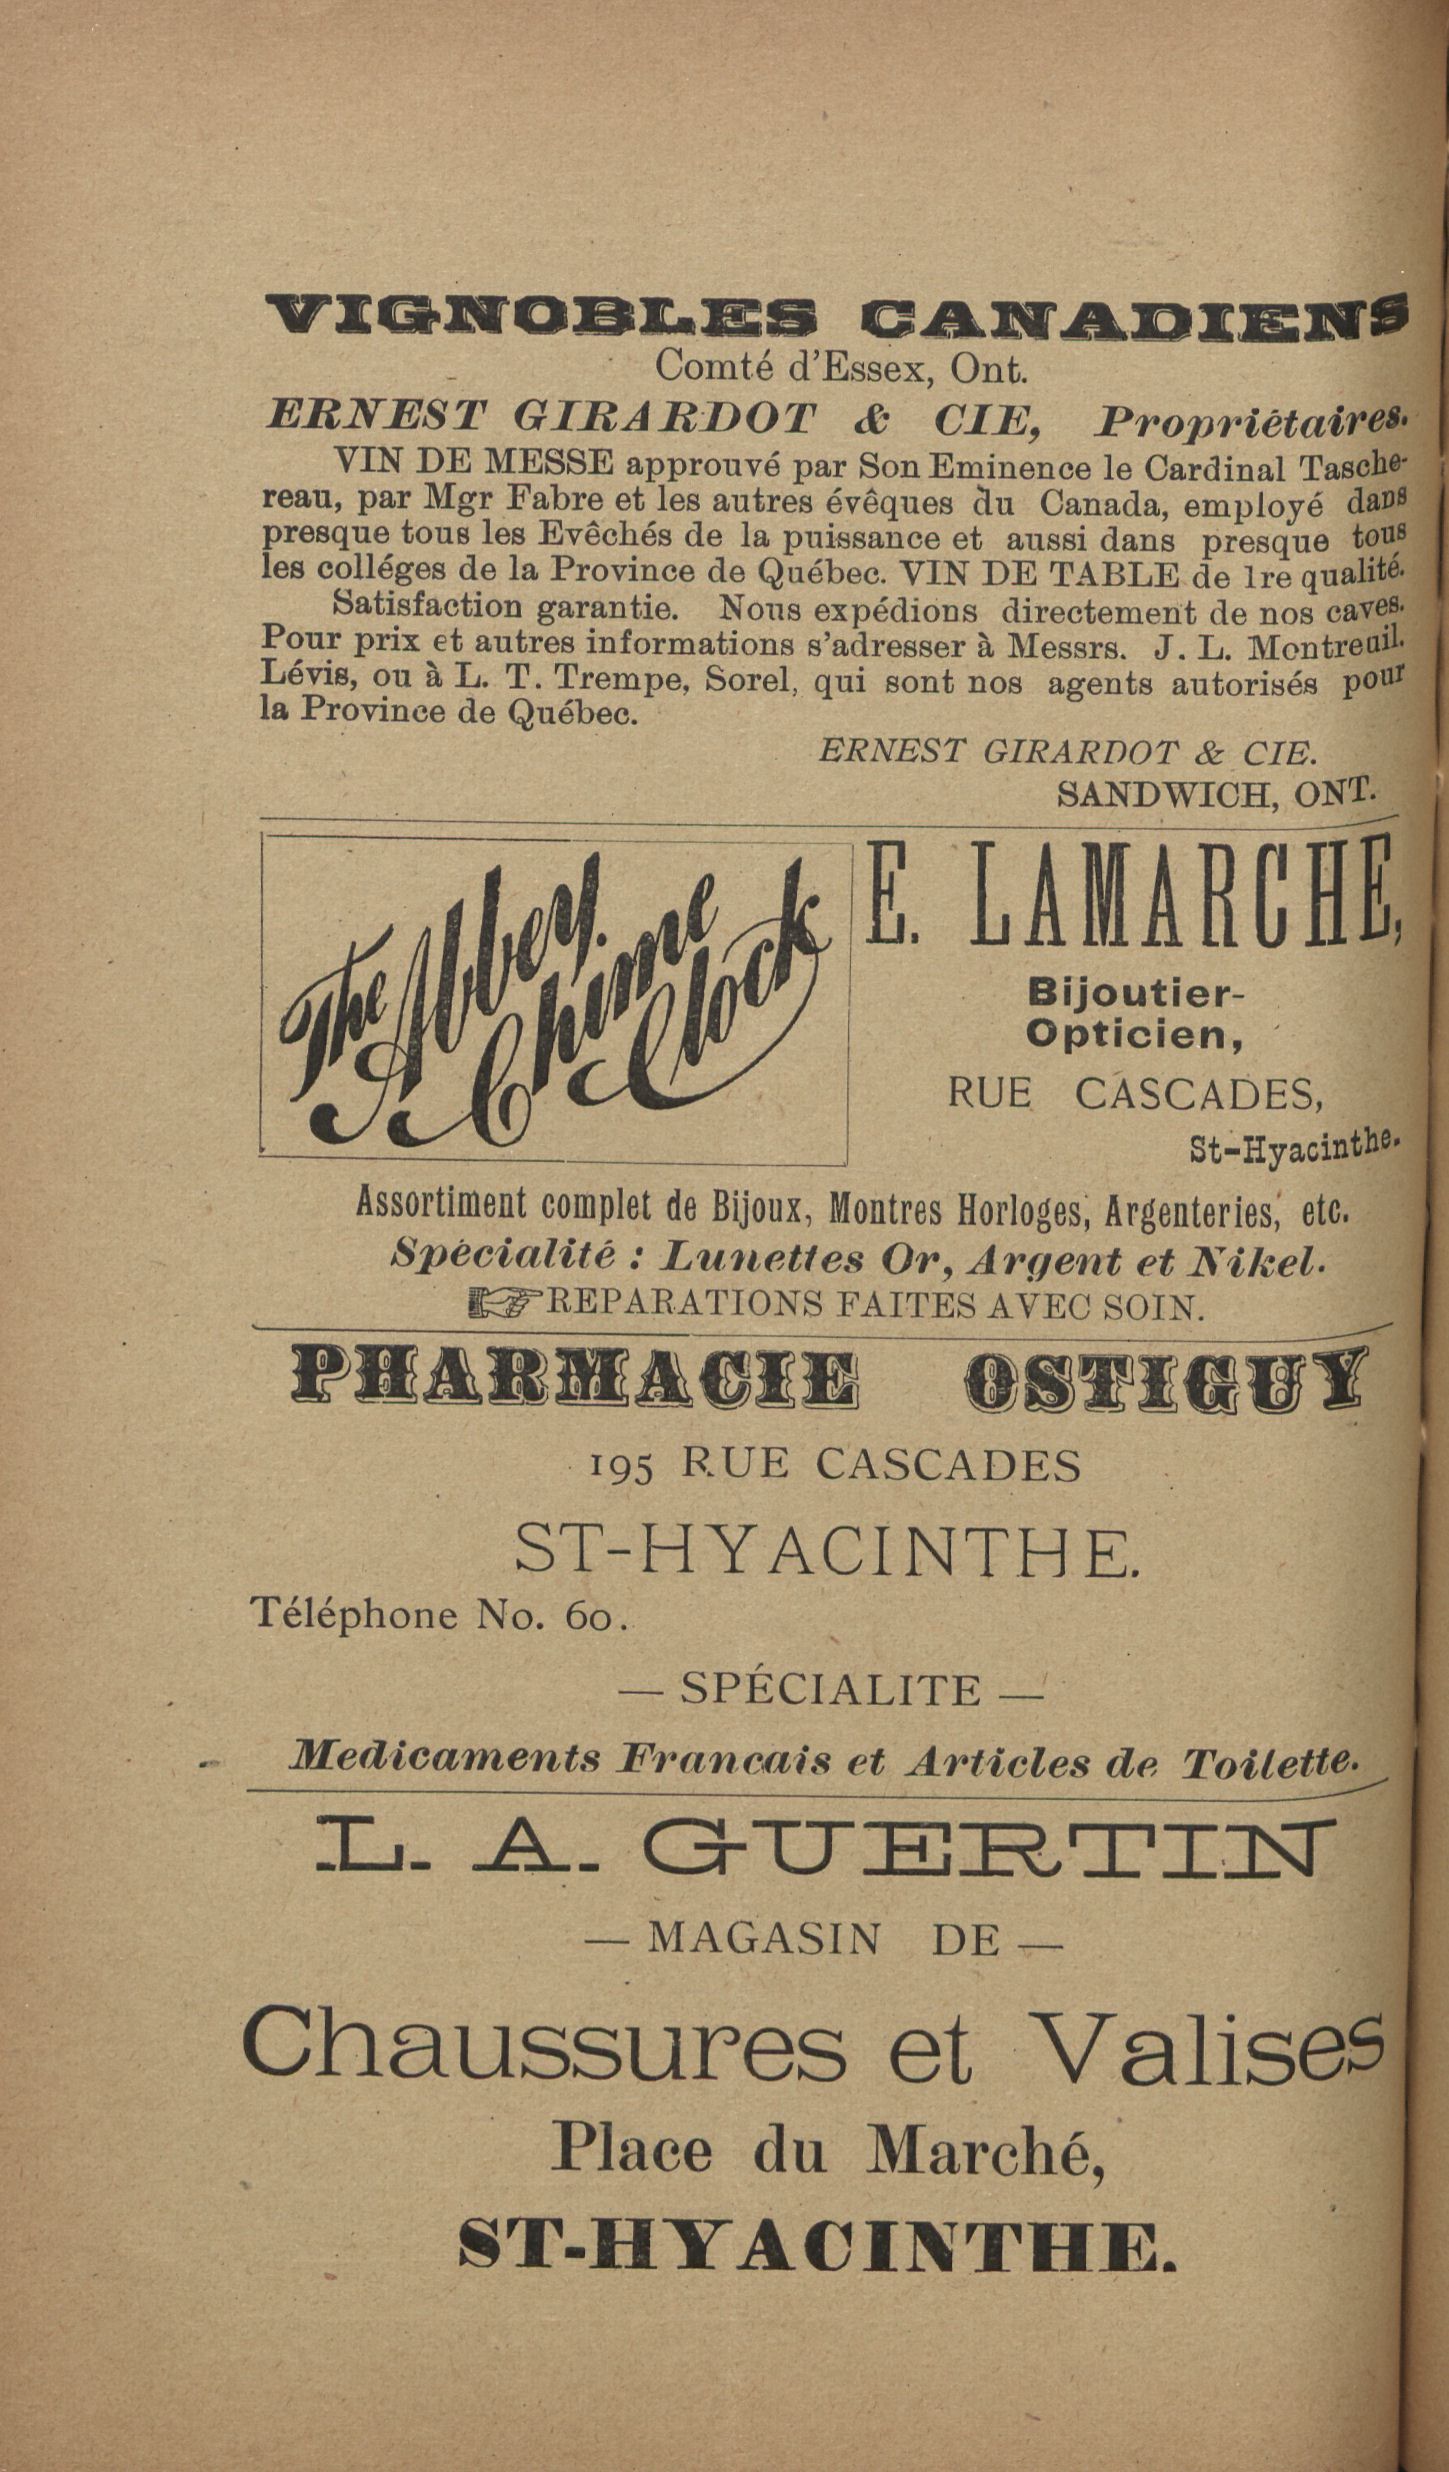 VIGNOBLES CANADIENS
Comté d'Essex, Ont.
ERNEST GIRARDOT & CIE, Propriétaires.
VIN DE MESSE approuvé par Son Eminence le Cardinal Tasche-
reau, par Mgr Fabre et les autres évêques du Canada, employé dans
presque tous les Evêchés de la puissance et aussi dans presque tous
les colléges de la Province de Québec. VIN DE TABLE de 1re qualité.
Satisfaction garantie. Nous expédions directement de nos caves.
Pour prix et autres informations s'adresser à Messrs. J. L. Montreuil.
Lévis, ou à L. T. Trempe, Sorel, qui sont nos agents autorisés pour
la Province de Québec.
ERNEST GIRARDOT & CIE.
SANDWICH, ONT.
The Abbey.
Chime
Clock
E. LAMARCHE,
Bijoutier-
Opticien,
RUE CASCADES,
St-Hyacinthe.
Assortiment complet de Bijoux, Montres Horloges, Argenteries, etc.
Spécialité : Lunettes Or, Argent et Nikel.
☞REPARATIONS FAITES AVEC SOIN.
PHARMACIE OSTIGUY
195 RUE CASCADES
ST-HYACINTHE.
Téléphone No. 60.
— SPÉCIALITE —
Medicaments Francais et Articles de Toilette.
L. A. GUERTIN
— MAGASIN DE —
Chaussures et Valises
Place du Marché,
ST-HYACINTHE.